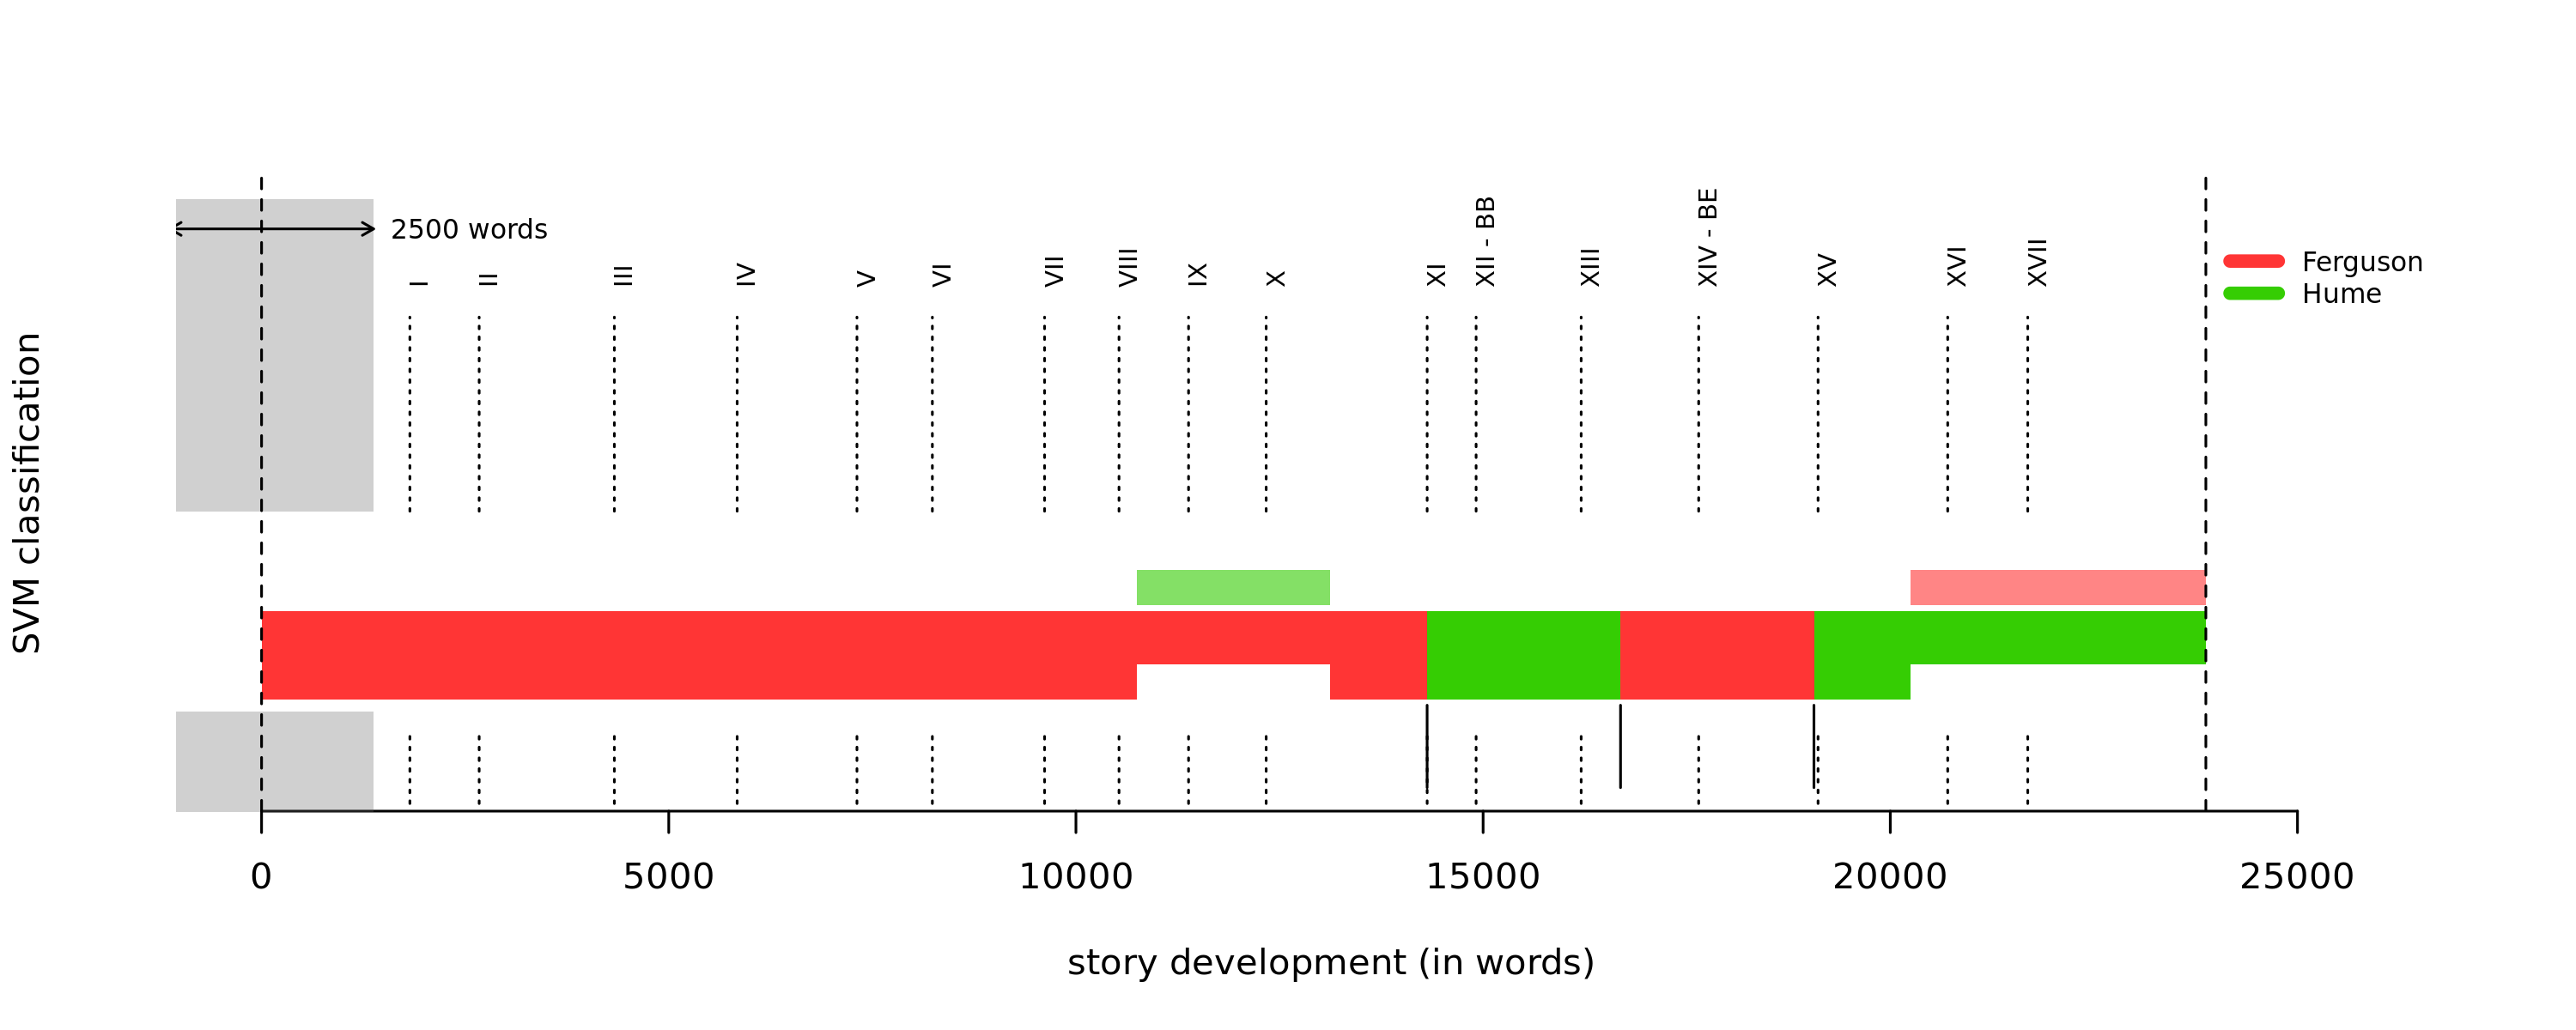 2500 words
I
II
III
IV
V
VI
VII
VIII
IX
X
XI
XII - BB
XIII
XIV - BE
XV
XVI
XVII
Ferguson
Hume
SVM classification
0
5000
10000
15000
20000
25000
story development (in words)